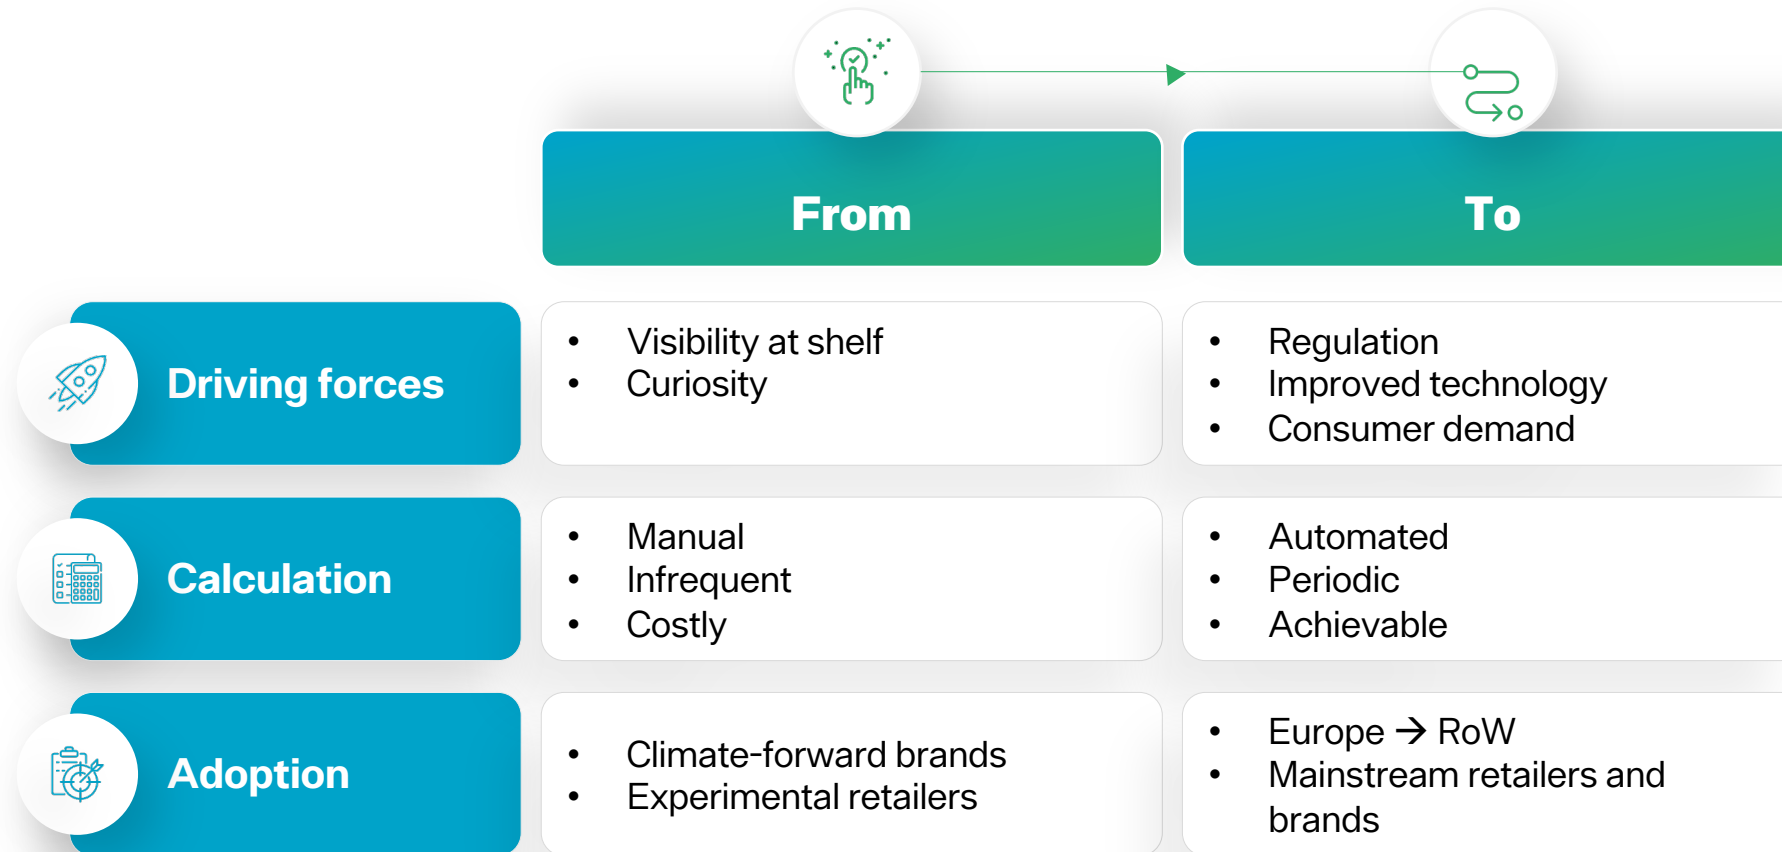 From
To
Driving forces
• Visibility at shelf
• Curiosity
• Regulation
• Improved technology
• Consumer demand
Calculation
• Manual
• Infrequent
• Costly
• Automated
• Periodic
• Achievable
Adoption
• Climate-forward brands
• Experimental retailers
• Europe → RoW
• Mainstream retailers and
brands